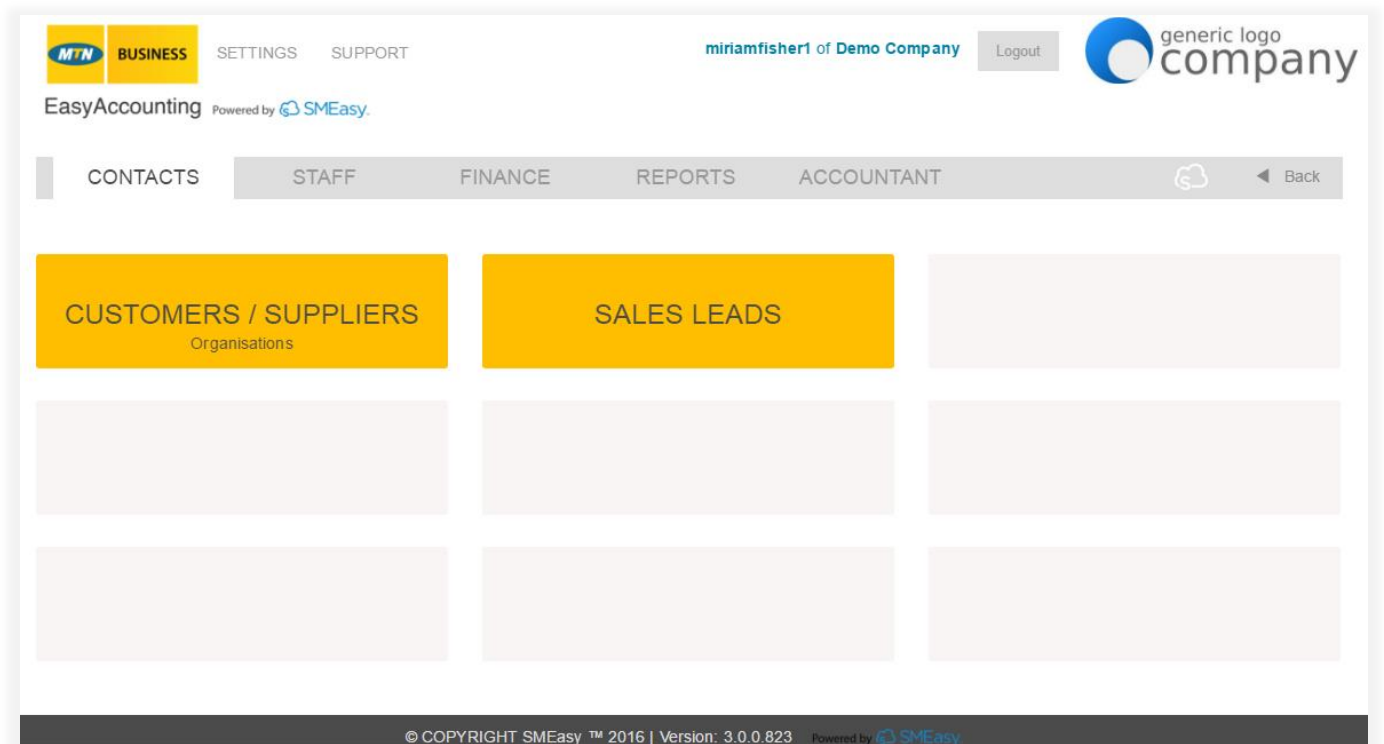 MTN BUSINESS SETTINGS SUPPORT miriamfisher1 of Demo Company Logout generic logo
company
EasyAccounting Powered by SMEasy.
CONTACTS STAFF FINANCE REPORTS ACCOUNTANT ◀ Back
CUSTOMERS / SUPPLIERS SALES LEADS
Organisations
© COPYRIGHT SMEasy ™ 2016 | Version: 3.0.0.823 Powered by SMEasy